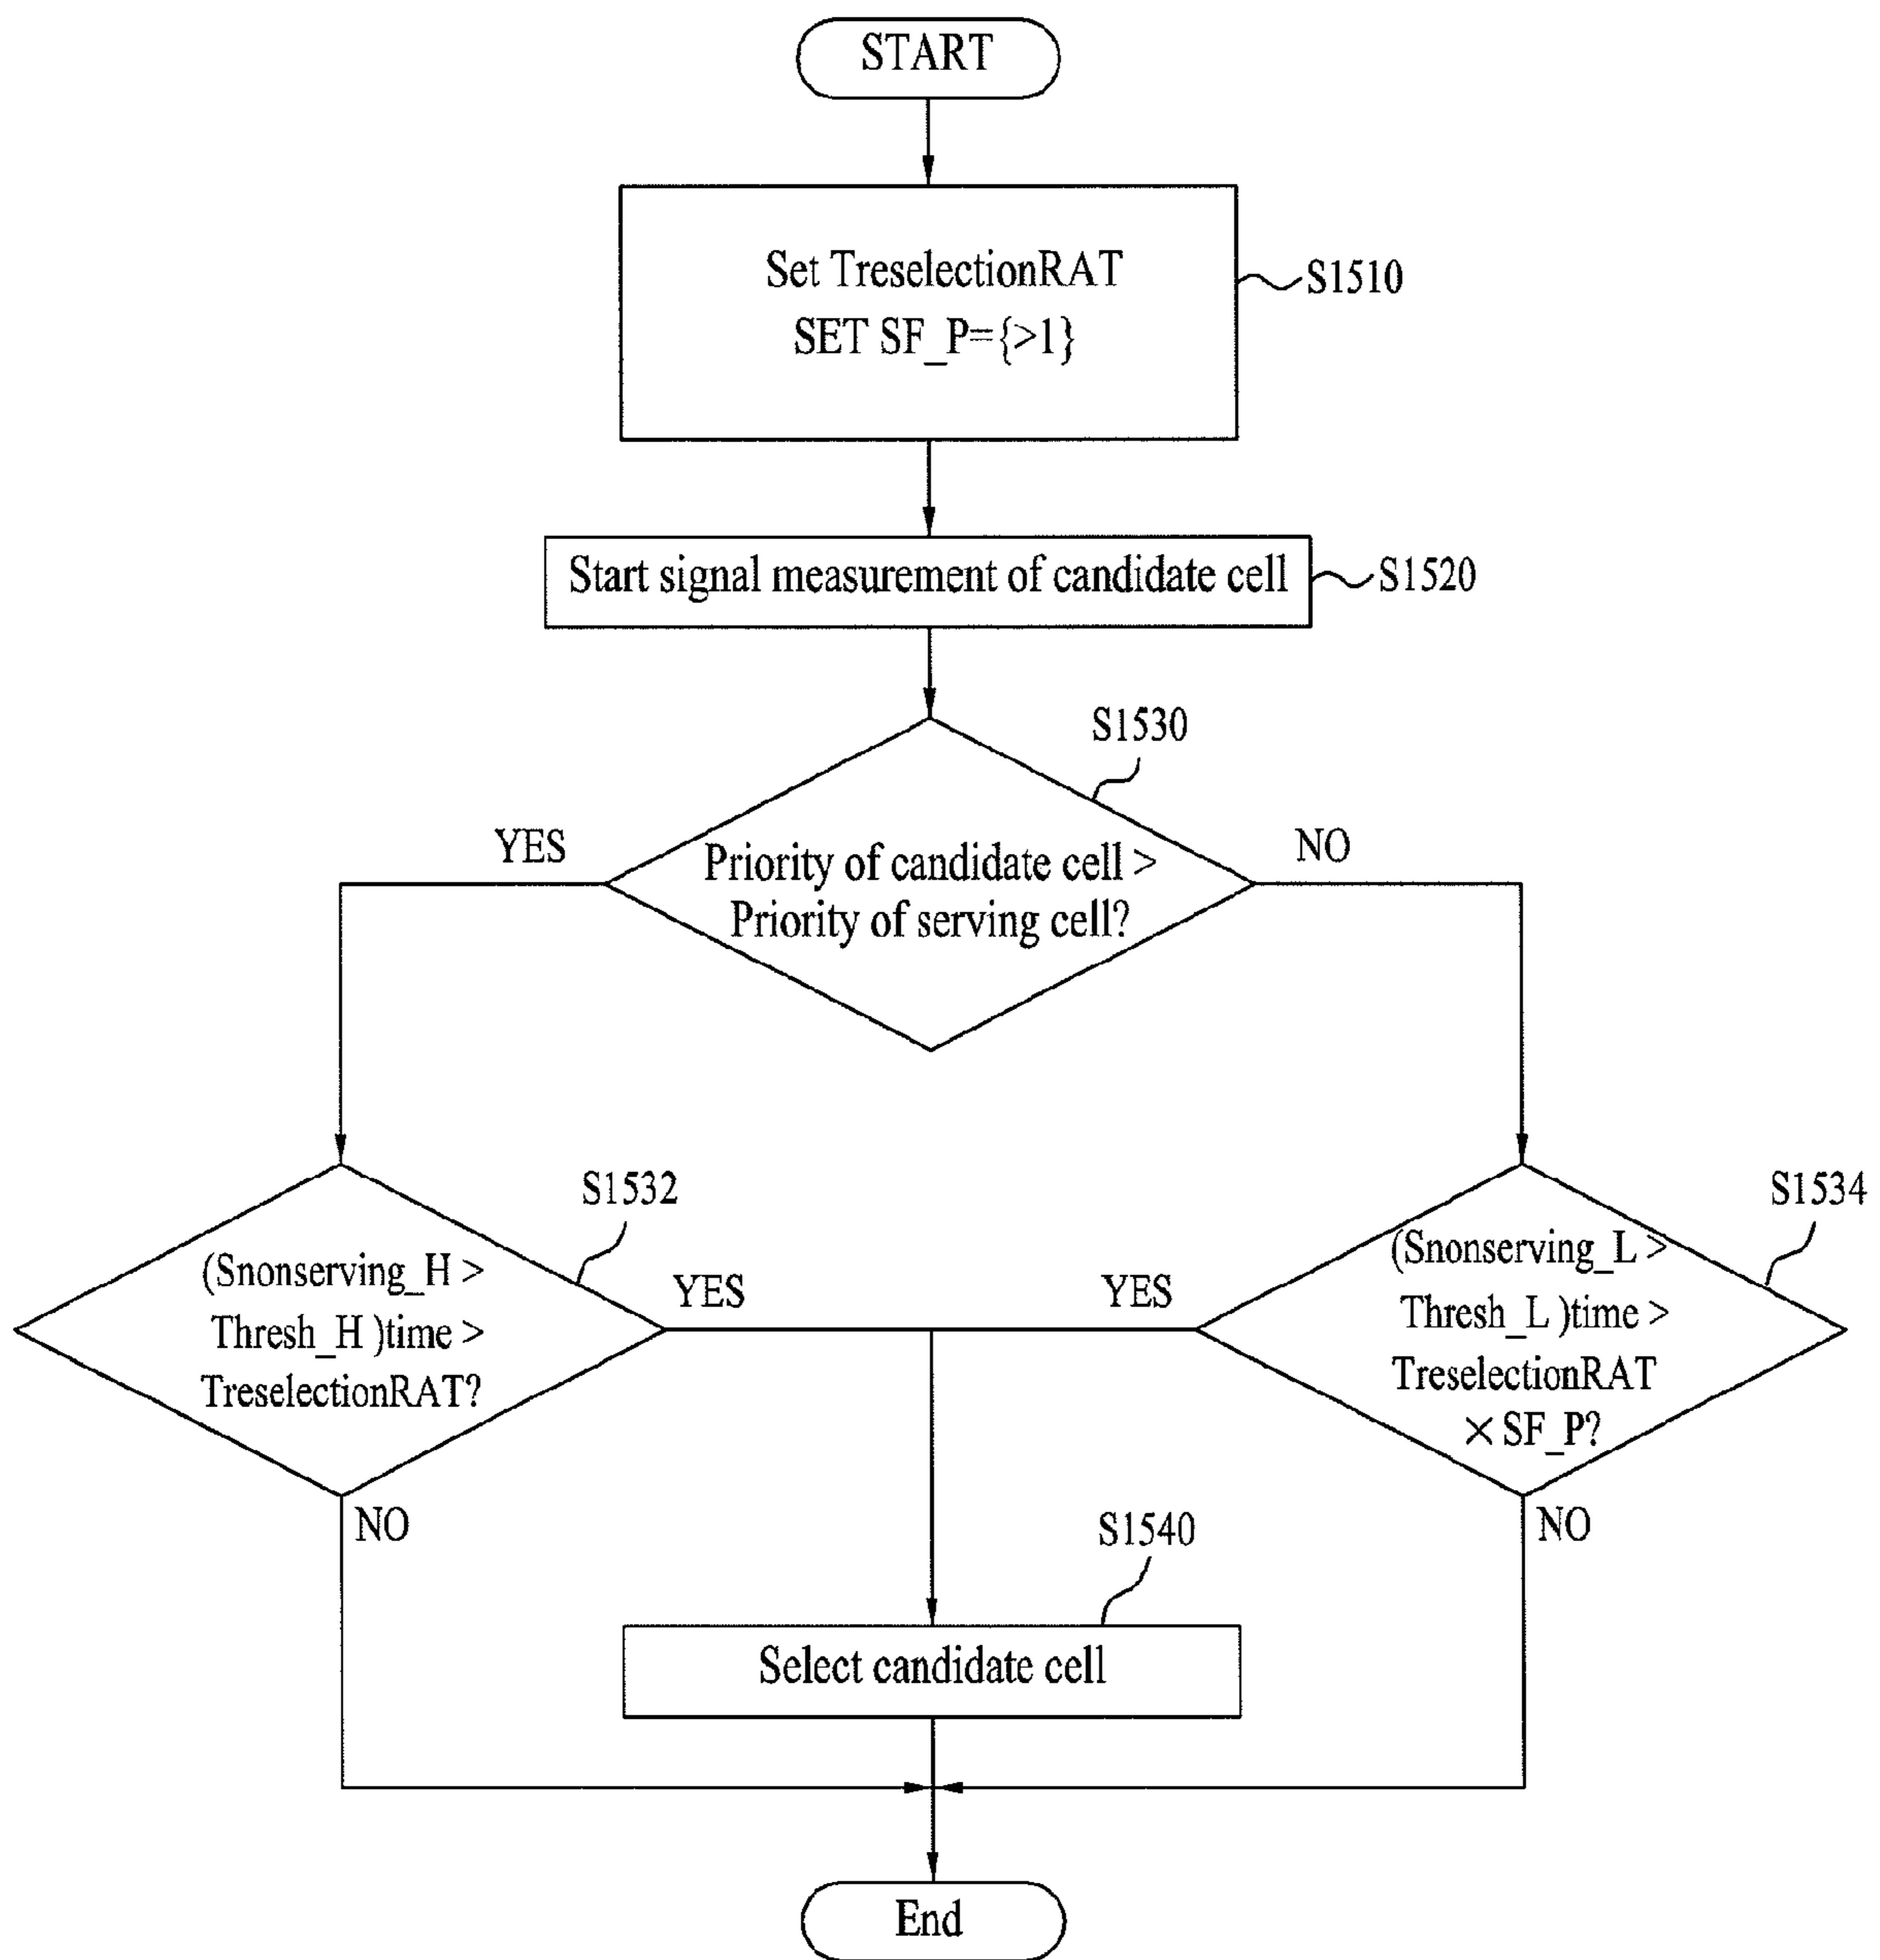 START
Set TreselectionRAT
SET SF_P={>1}
S1510
Start signal measurement of candidate cell
S1520
S1530
YES
NO
Priority of candidate cell >
Priority of serving cell?
S1532
S1534
(Snonserving_H >
Thresh_H )time >
TreselectionRAT?
YES
YES
(Snonserving_L >
Thresh_L )time >
TreselectionRAT
× SF_P?
NO
NO
S1540
Select candidate cell
End